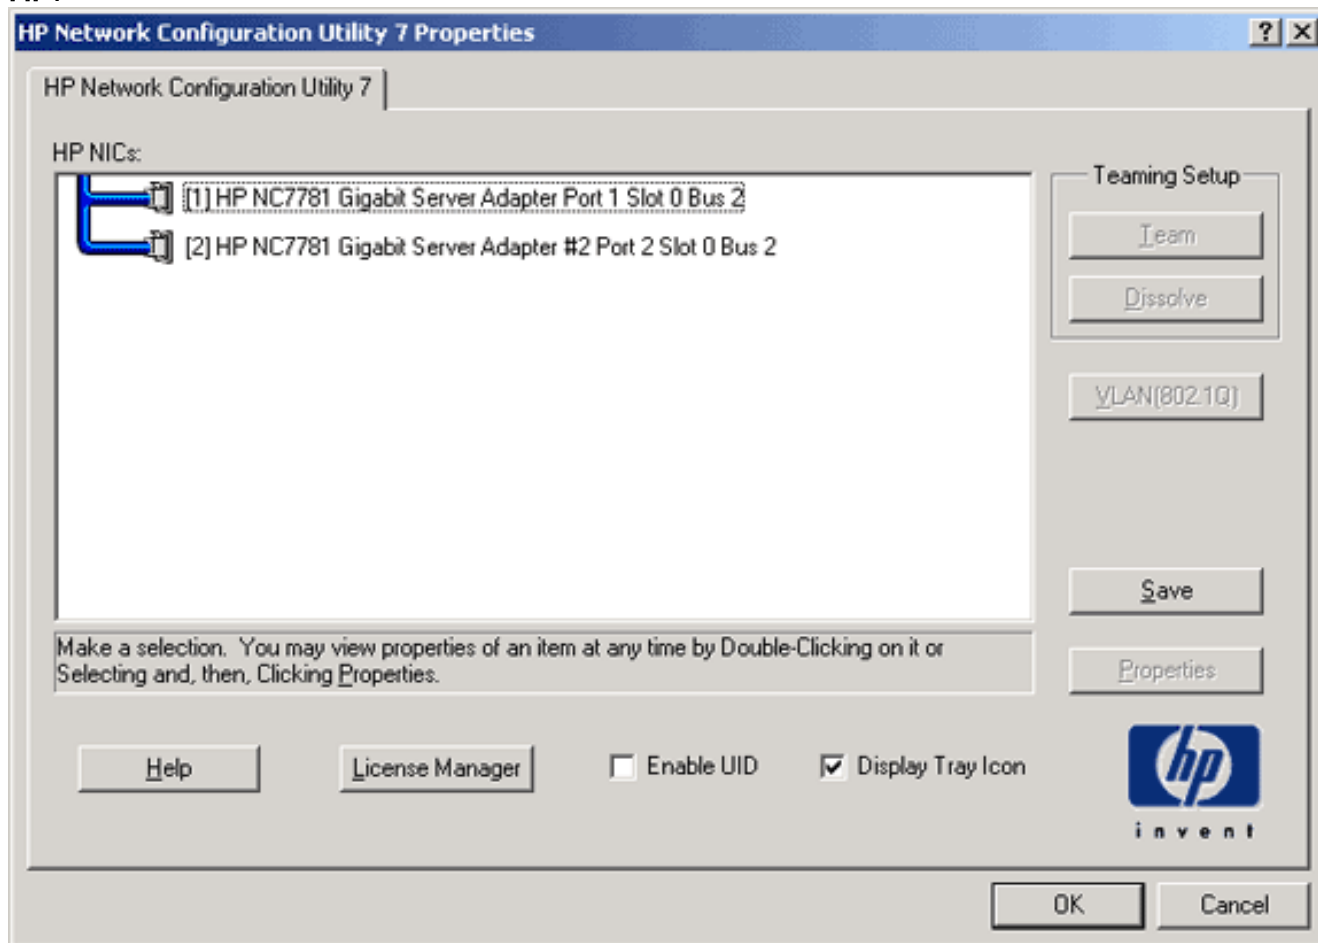 HP Network Configuration Utility 7 Properties
HP Network Configuration Utility 7
HP NICs:
[1] HP NC7781 Gigabit Server Adapter Port 1 Slot 0 Bus 2
[2] HP NC7781 Gigabit Server Adapter #2 Port 2 Slot 0 Bus 2
Teaming Setup
Team
Dissolve
VLAN(802.1Q)
Save
Make a selection. You may view properties of an item at any time by Double-Clicking on it or
Selecting and, then, Clicking Properties.
Properties
Help
License Manager
Enable UID
Display Tray Icon
hp
invent
OK
Cancel